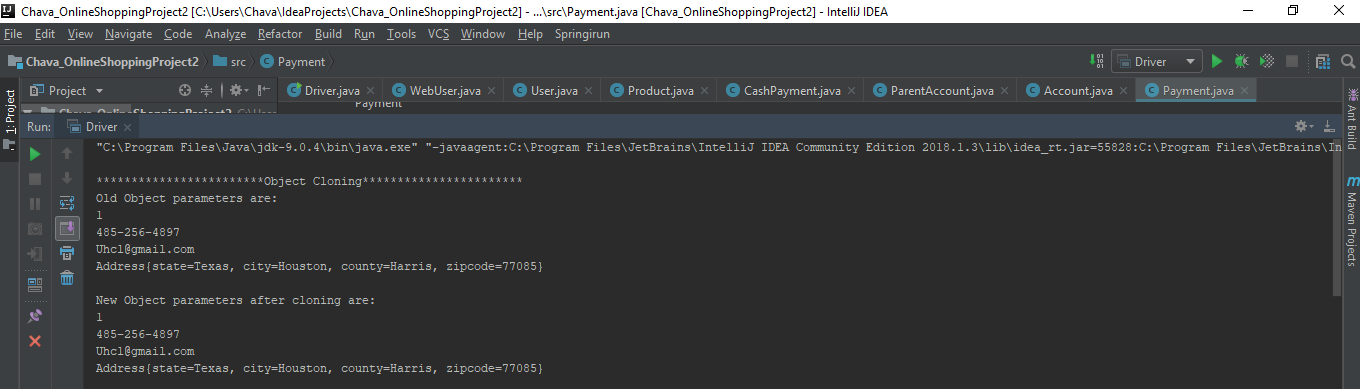 Chava_OnlineShoppingProject2 [C:\Users\Chava\IdeaProjects\Chava_OnlineShoppingProject2] - ...\src\Payment.java [Chava_OnlineShoppingProject2] - IntelliJ IDEA
File Edit View Navigate Code Analyze Refactor Build Run Tools VCS Window Help Springirun
Chava_OnlineShoppingProject2 src Payment Driver
1: Project
Project Driver.java WebUser.java User.java Product.java CashPayment.java ParentAccount.java Account.java Payment.java
Payment
Run: Driver
"C:\Program Files\Java\jdk-9.0.4\bin\java.exe" "-javaagent:C:\Program Files\JetBrains\IntelliJ IDEA Community Edition 2018.1.3\lib\idea_rt.jar=55828:C:\Program Files\JetBrains\In
************************Object Cloning***********************
Old Object parameters are:
1
485-256-4897
Uhcl@gmail.com
Address{state=Texas, city=Houston, county=Harris, zipcode=77085}
New Object parameters after cloning are:
1
485-256-4897
Uhcl@gmail.com
Address{state=Texas, city=Houston, county=Harris, zipcode=77085}
Ant Build
Maven Projects